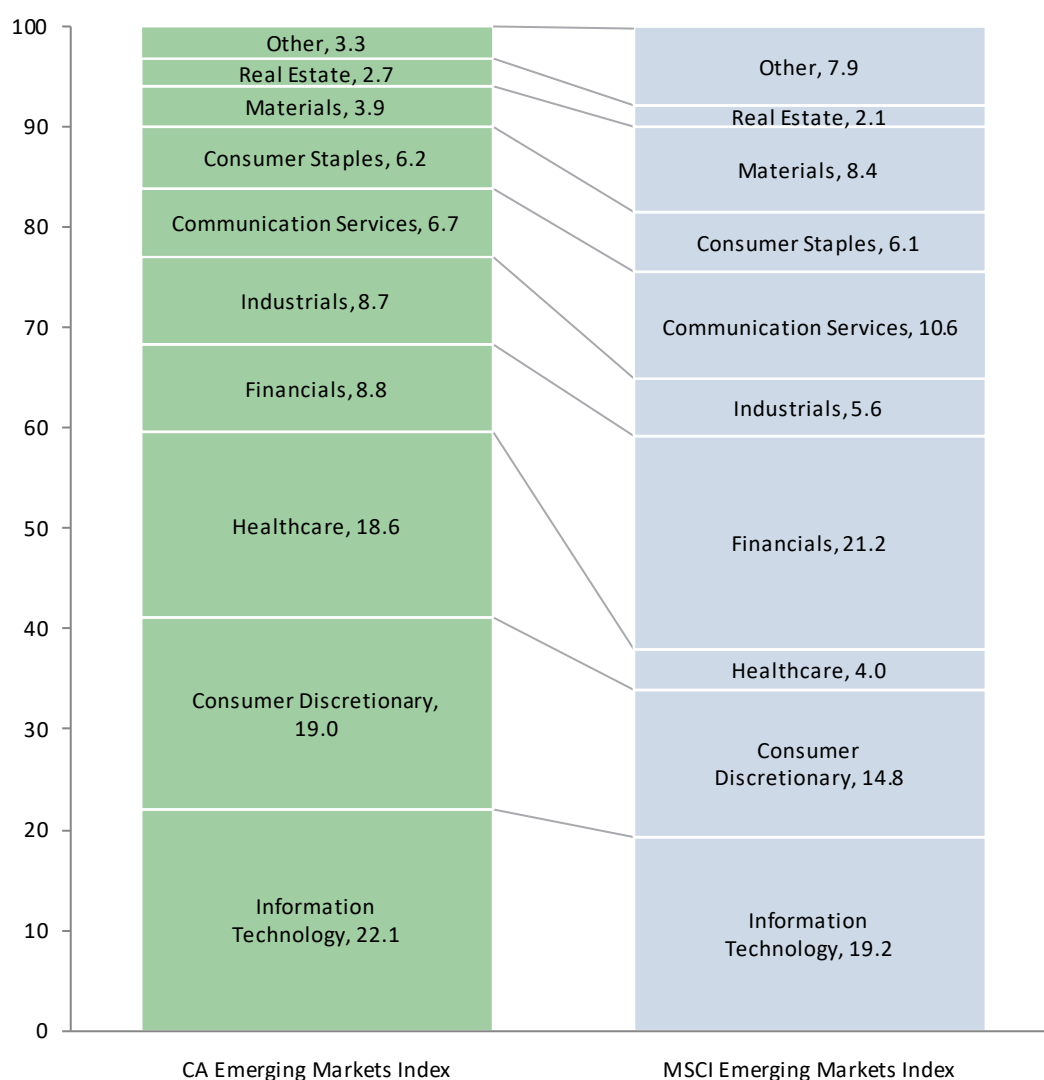 100
90
80
70
60
50
40
30
20
10
0
Other, 3.3
Real Estate, 2.7
Materials, 3.9
Consumer Staples, 6.2
Communication Services, 6.7
Industrials, 8.7
Financials, 8.8
Healthcare, 18.6
Consumer Discretionary,
19.0
Information
Technology, 22.1
Other, 7.9
Real Estate, 2.1
Materials, 8.4
Consumer Staples, 6.1
Communication Services, 10.6
Industrials, 5.6
Financials, 21.2
Healthcare, 4.0
Consumer
Discretionary, 14.8
Information
Technology, 19.2
CA Emerging Markets Index
MSCI Emerging Markets Index